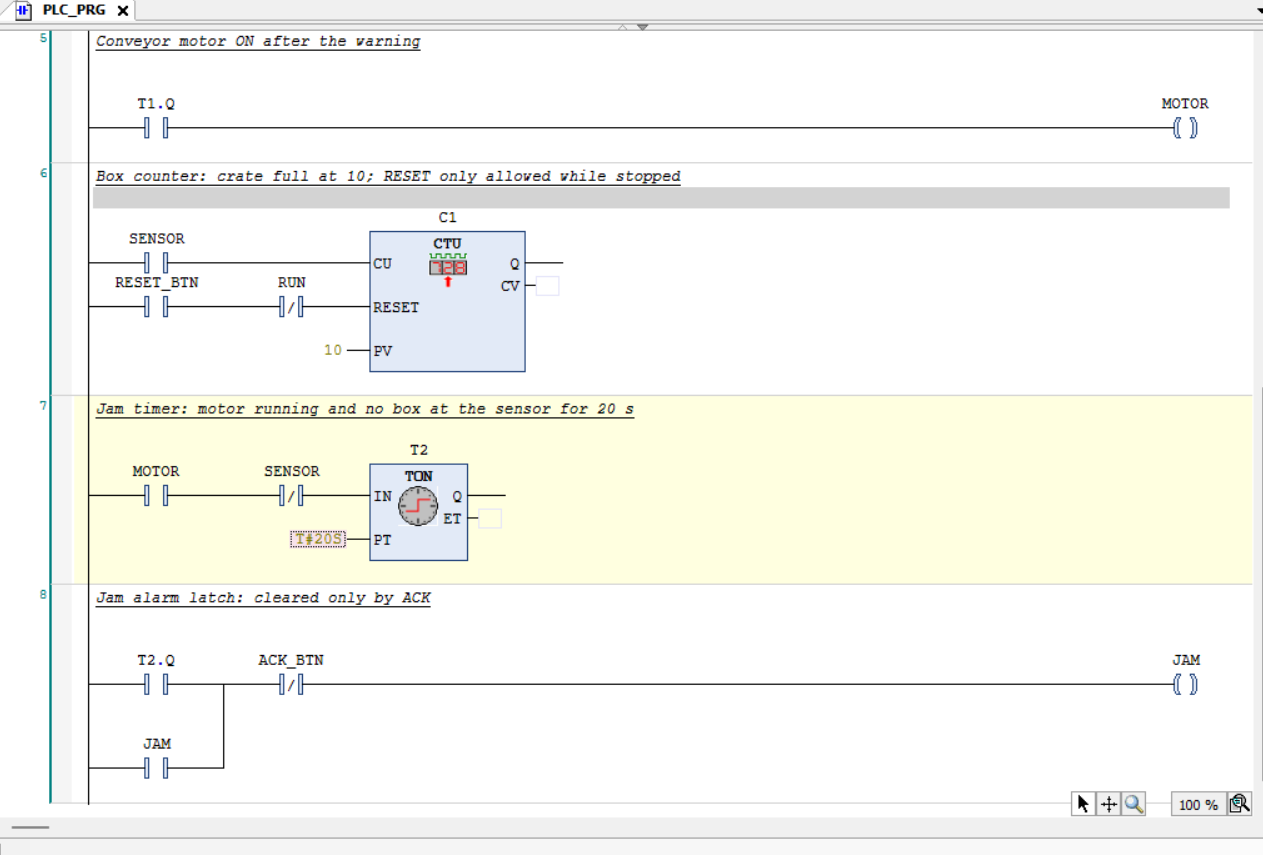 PLC_PRG
5
Conveyor motor ON after the warning
T1.Q
MOTOR
6
Box counter: crate full at 10; RESET only allowed while stopped
C1
SENSOR
CTU
728
CU
Q
RESET_BTN
RUN
CV
RESET
10
PV
7
Jam timer: motor running and no box at the sensor for 20 s
T2
MOTOR
SENSOR
TON
IN
Q
ET
T#20S
PT
8
Jam alarm latch: cleared only by ACK
T2.Q
ACK_BTN
JAM
JAM
100 %